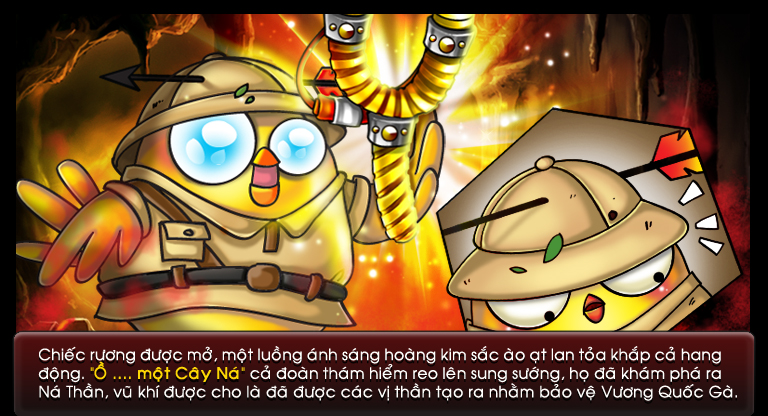 Chiếc rương được mở, một luồng ánh sáng hoàng kim sắc ào ạt lan tỏa khắp cả hang
động. "Ồ .... một Cây Ná" cả đoàn thám hiểm reo lên sung sướng, họ đã khám phá ra
Ná Thần, vũ khí được cho là đã được các vị thần tạo ra nhằm bảo vệ Vương Quốc Gà.